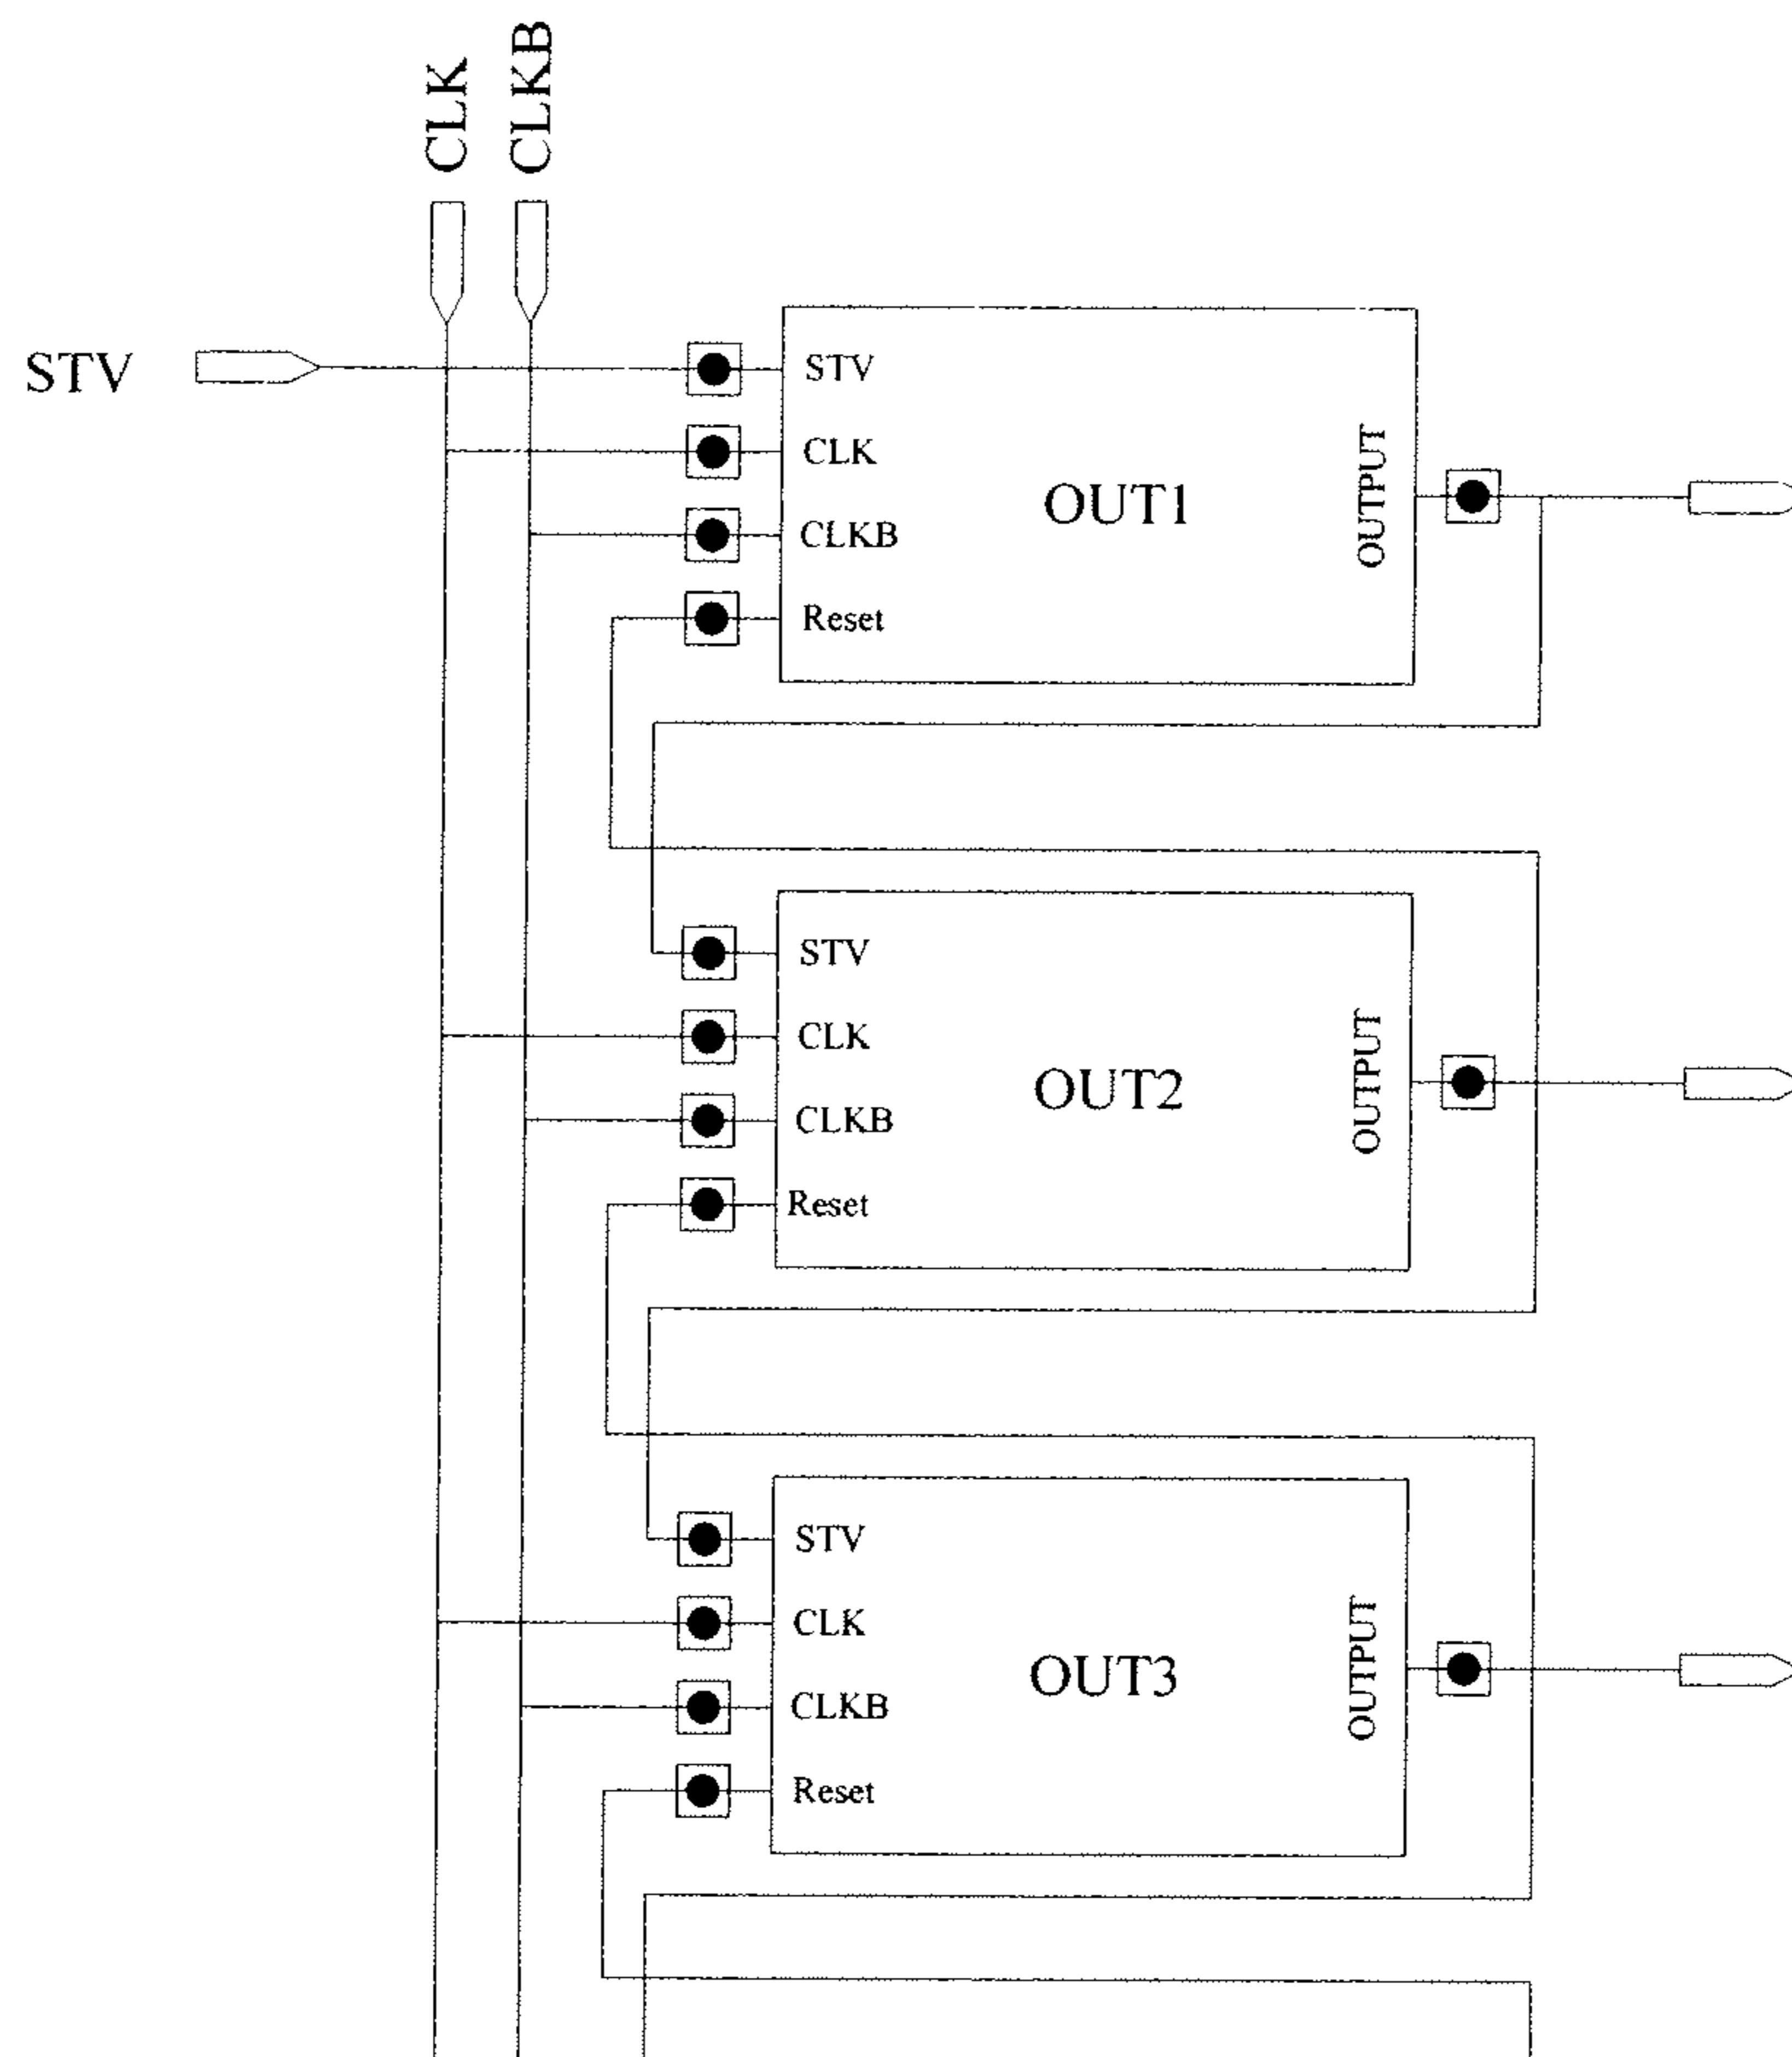 CLK
CLKB
STV
STV
CLK
CLKB
Reset
OUT1
OUTPUT
STV
CLK
CLKB
Reset
OUT2
OUTPUT
STV
CLK
CLKB
Reset
OUT3
OUTPUT